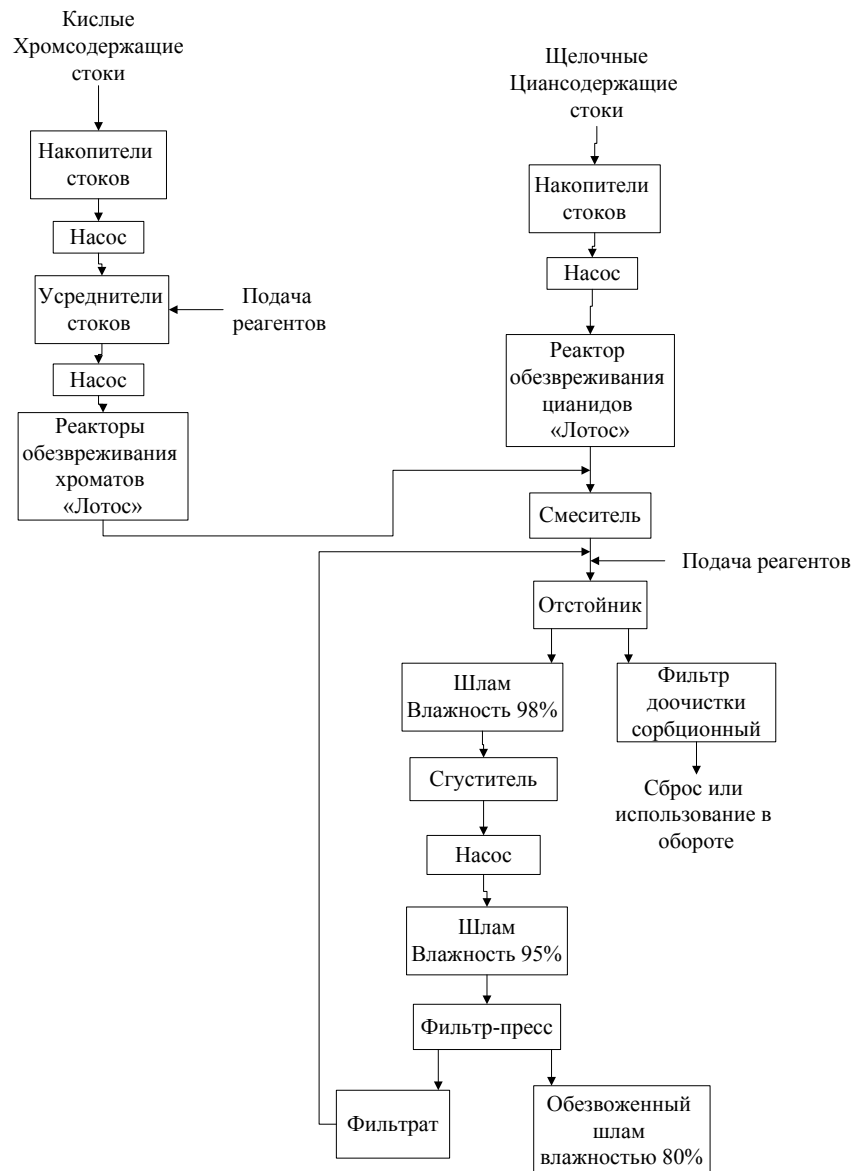 Кислые
Хромсодержащие
стоки
Накопители
стоков
Насос
Усреднители
стоков
Подача
реагентов
Насос
Реакторы
обезвреживания
хроматов
«Лотос»
Щелочные
Циансодержащие
стоки
Накопители
стоков
Насос
Реактор
обезвреживания
цианидов
«Лотос»
Смеситель
Подача реагентов
Отстойник
Шлам
Влажность 98%
Фильтр
доочистки
сорбционный
Сброс или
использование в
обороте
Сгуститель
Насос
Шлам
Влажность 95%
Фильтр-пресс
Фильтрат
Обезвоженный
шлам
влажностью 80%